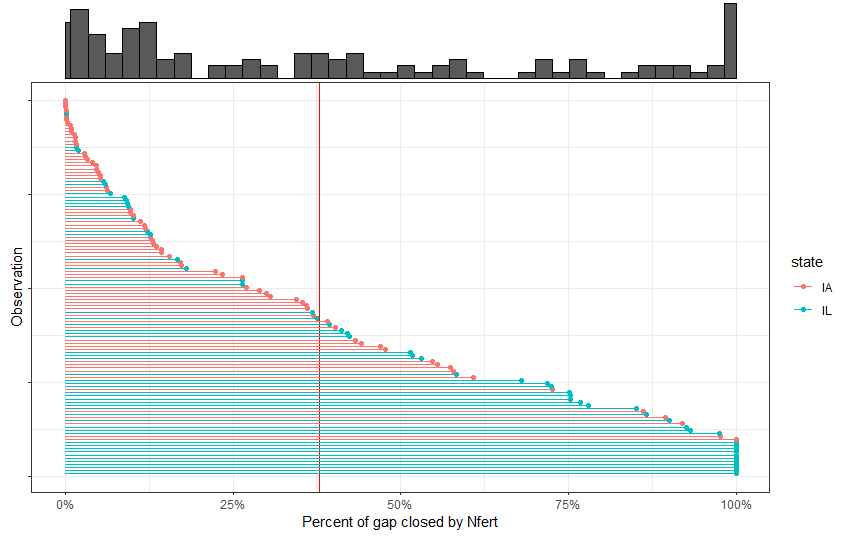 Observation
state
IA
IL
0%
25%
50%
75%
100%
Percent of gap closed by Nfert